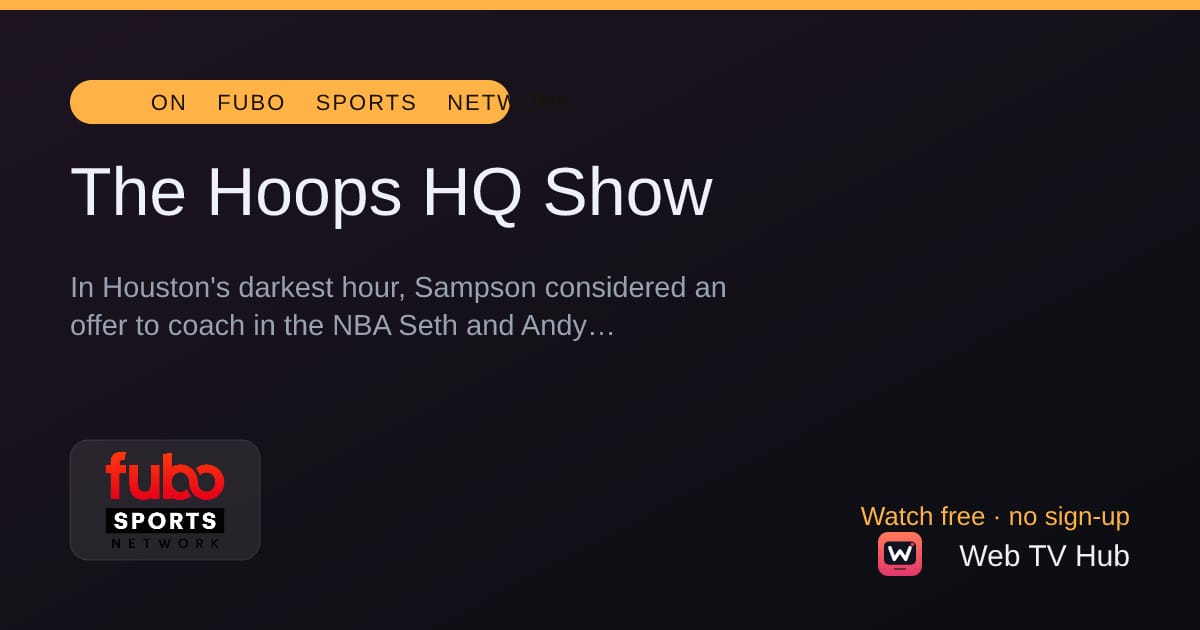 ON FUBO SPORTS NETWORK
The Hoops HQ Show
In Houston's darkest hour, Sampson considered an
offer to coach in the NBA Seth and Andy…
fubo
SPORTS
NETWORK
Watch free · no sign-up
W
Web TV Hub